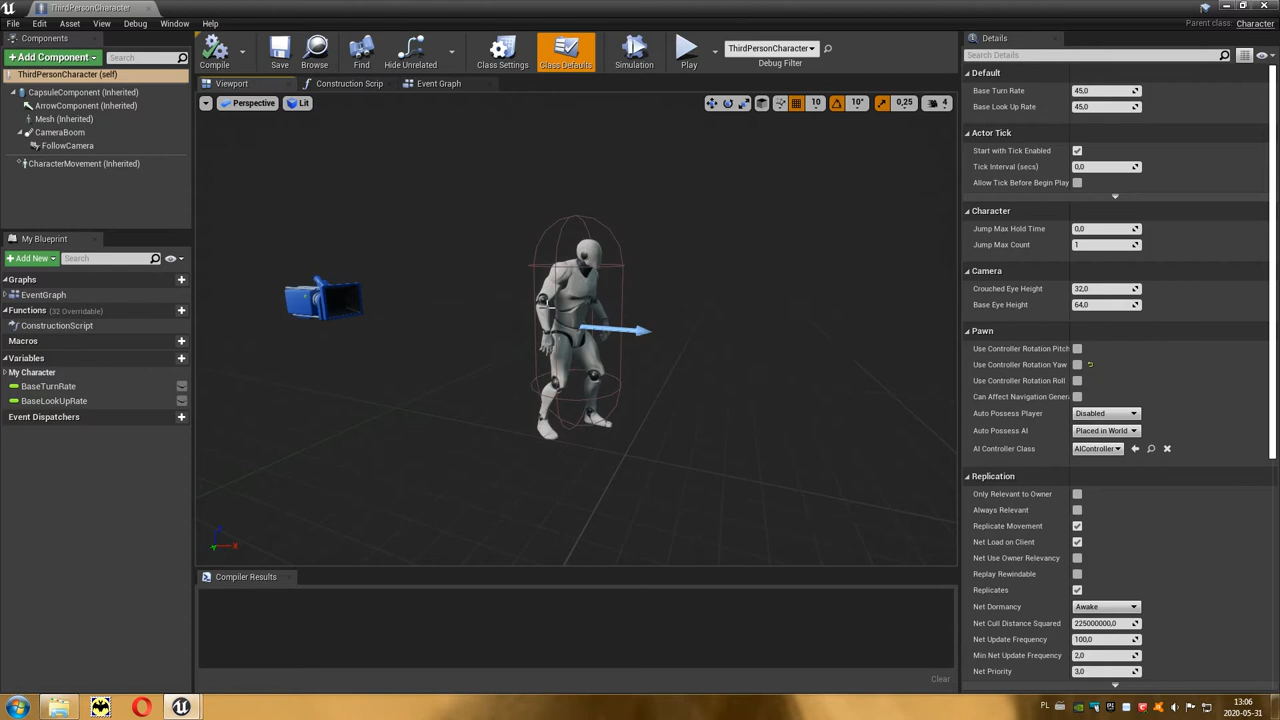 ThirdPersonCharacter
File Edit Asset View Debug Window Help
Parent class: Character
Components
+Add Component
Search
ThirdPersonCharacter (self)
CapsuleComponent (Inherited)
ArrowComponent (Inherited)
Mesh (Inherited)
CameraBoom
FollowCamera
CharacterMovement (Inherited)
My Blueprint
+Add New
Search
Graphs
EventGraph
Functions (32 Overridable)
ConstructionScript
Macros
Variables
My Character
BaseTurnRate
BaseLookUpRate
Event Dispatchers
Compile Save Browse Find Hide Unrelated Class Settings Class Defaults Simulation Play
ThirdPersonCharacter
Debug Filter
Viewport Construction Scrip Event Graph
Perspective Lit
10 10° 0,25 4
Compiler Results
Clear
Details
Search Details
Default
Base Turn Rate 45,0
Base Look Up Rate 45,0
Actor Tick
Start with Tick Enabled
Tick Interval (secs) 0,0
Allow Tick Before Begin Play
Character
Jump Max Hold Time 0,0
Jump Max Count 1
Camera
Crouched Eye Height 32,0
Base Eye Height 64,0
Pawn
Use Controller Rotation Pitch
Use Controller Rotation Yaw
Use Controller Rotation Roll
Can Affect Navigation Gener
Auto Possess Player Disabled
Auto Possess AI Placed in World
AI Controller Class AIController
Replication
Only Relevant to Owner
Always Relevant
Replicate Movement
Net Load on Client
Net Use Owner Relevancy
Replay Rewindable
Replicates
Net Dormancy Awake
Net Cull Distance Squared 225000000,0
Net Update Frequency 100,0
Min Net Update Frequency 2,0
Net Priority 3,0
PL
13:06
2020-05-31